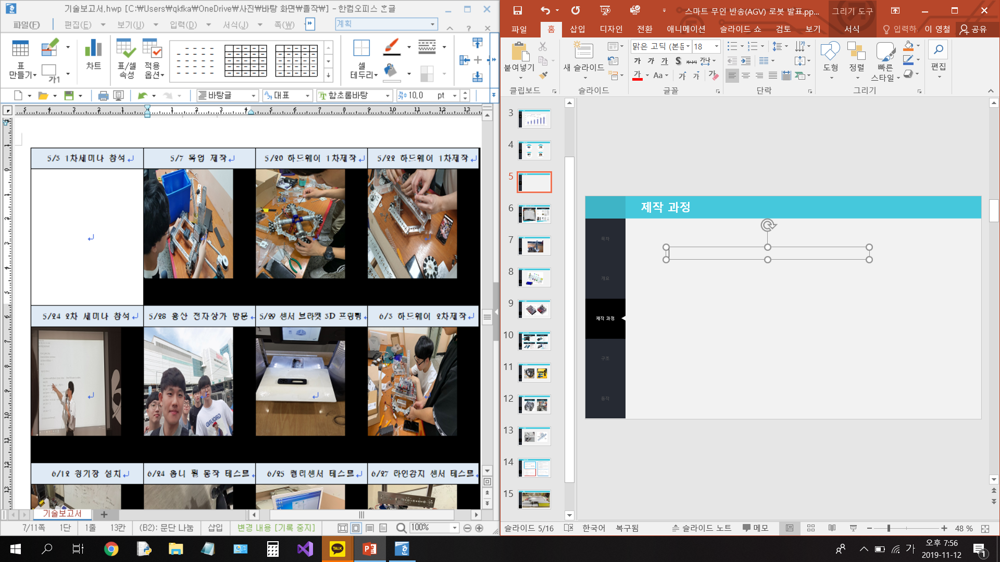 기술보고서.hwp [C:\Users\qkfka\OneDrive\사진\바탕 화면\졸작\] - 한컴오피스 한글
파일(F) 편집(E) 보기(U) 입력(D) 서식(J) 쪽(W) 계획
표 만들기 가1 차트 표/셀 속성 적용 옵션 셀 테두리
바탕글 대표 함초롬바탕 10.0 pt
5/3 1차세미나 참석 5/7 목업 제작 5/20 하드웨어 1차제작 5/22 하드웨어 1차제작
5/24 2차 세미나 참석 5/28 용산 전자상가 방문 5/29 센서 브라켓 3D 프린팅 6/3 하드웨어 2차제작
6/12 경기장 설치 6/24 옴니 휠 동작 테스트 6/25 컬러센서 테스트 6/27 라인감지 센서 테스트
기술보고서
7/11쪽 1단 1줄 13칸 (B2): 문단 나눔 삽입 변경 내용 [기록 중지] 100%
스마트 무인 반송(AGV) 로봇 발표.pp... 그리기 도구
파일 홈 삽입 디자인 전환 애니메이션 슬라이드 쇼 검토 보기 서식 입력하. 이 영철 공유
붙여넣기 새 슬라이드 맑은 고딕 (본문 18 도형 정렬 빠른 스타일 편집
가 가 가 S 가나 가 Aa 가 가
클립보드 슬라이드 글꼴 단락 그리기
3
4
5
6
7
8
9
10
11
12
13
14
15
제작 과정
목차
개요
제작 과정
구조
동작
슬라이드 5/16 한국어 복구됨 슬라이드 노트 메모 48 %
TALK 가 오후 7:56
2019-11-12 1